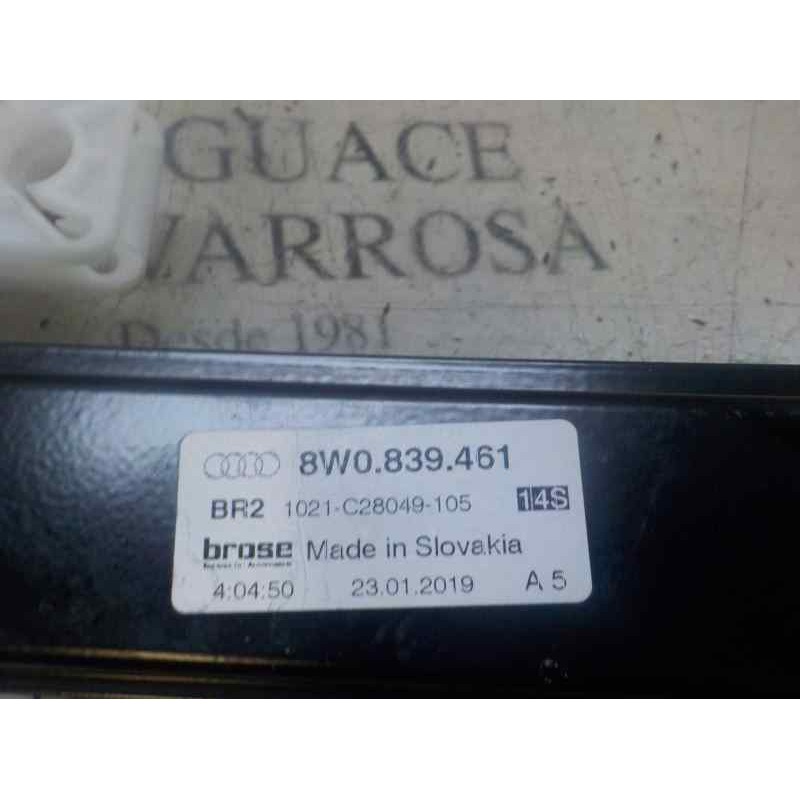 GUACE
VARROSA
Desde 1981
8W0.839.461
BR2 1021-C28049-105 14S
brose Made in Slovakia
4:04:50 23.01.2019 A 5